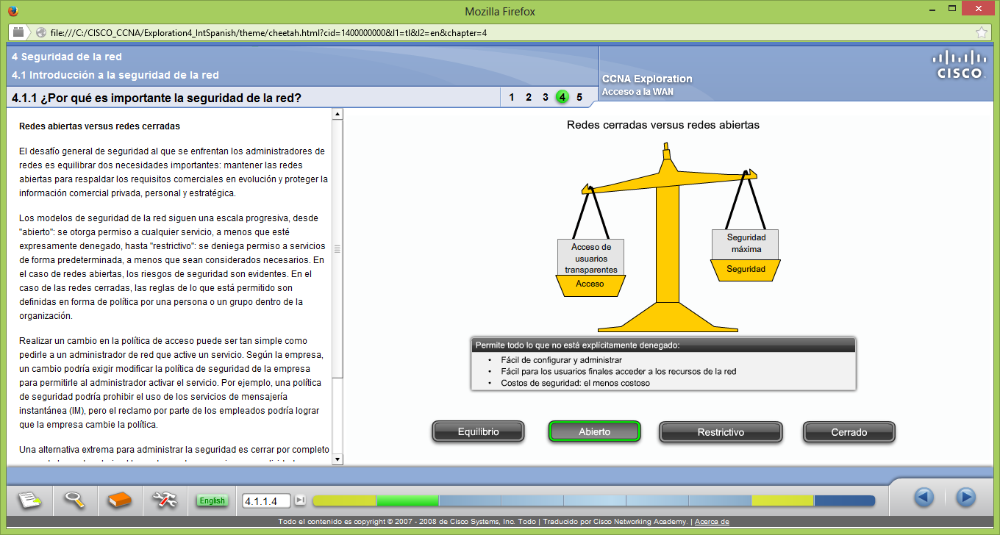 Mozilla Firefox
file:///C:/CISCO_CCNA/Exploration4_IntSpanish/theme/cheetah.html?cid=1400000000&l1=tl&l2=en&chapter=4
4 Seguridad de la red
4.1 Introducción a la seguridad de la red
CCNA Exploration
Acceso a la WAN
CISCO
4.1.1 ¿Por qué es importante la seguridad de la red?
1 2 3 4 5
Redes abiertas versus redes cerradas
El desafío general de seguridad al que se enfrentan los administradores de
redes es equilibrar dos necesidades importantes: mantener las redes
abiertas para respaldar los requisitos comerciales en evolución y proteger la
información comercial privada, personal y estratégica.
Los modelos de seguridad de la red siguen una escala progresiva, desde
"abierto": se otorga permiso a cualquier servicio, a menos que esté
expresamente denegado, hasta "restrictivo": se deniega permiso a servicios
de forma predeterminada, a menos que sean considerados necesarios. En
el caso de redes abiertas, los riesgos de seguridad son evidentes. En el
caso de las redes cerradas, las reglas de lo que está permitido son
definidas en forma de política por una persona o un grupo dentro de la
organización.
Realizar un cambio en la política de acceso puede ser tan simple como
pedirle a un administrador de red que active un servicio. Según la empresa,
un cambio podría exigir modificar la política de seguridad de la empresa
para permitirle al administrador activar el servicio. Por ejemplo, una política
de seguridad podría prohibir el uso de los servicios de mensajería
instantánea (IM), pero el reclamo por parte de los empleados podría lograr
que la empresa cambie la política.
Una alternativa extrema para administrar la seguridad es cerrar por completo
Redes cerradas versus redes abiertas
Acceso de
usuarios
transparentes
Acceso
Seguridad
máxima
Seguridad
Permite todo lo que no está explícitamente denegado:
• Fácil de configurar y administrar
• Fácil para los usuarios finales acceder a los recursos de la red
• Costos de seguridad: el menos costoso
Equilibrio
Abierto
Restrictivo
Cerrado
English
4.1.1.4
Todo el contenido es copyright © 2007 - 2008 de Cisco Systems, Inc. Todo | Traducido por Cisco Networking Academy. | Acerca de